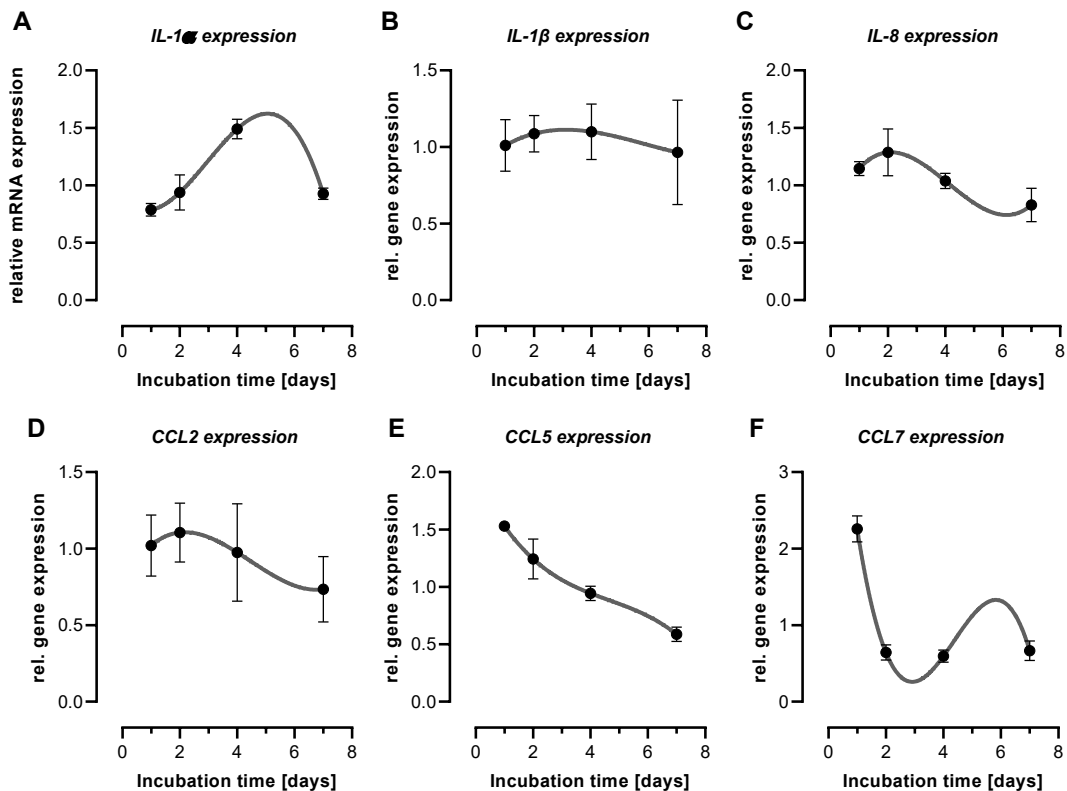 A
IL-1α expression
relative mRNA expression
2.0
1.5
1.0
0.5
0.0
0 2 4 6 8
Incubation time [days]
B
IL-1β expression
rel. gene expression
1.5
1.0
0.5
0.0
0 2 4 6 8
Incubation time [days]
C
IL-8 expression
rel. gene expression
2.0
1.5
1.0
0.5
0.0
0 2 4 6 8
Incubation time [days]
D
CCL2 expression
rel. gene expression
1.5
1.0
0.5
0.0
0 2 4 6 8
Incubation time [days]
E
CCL5 expression
rel. gene expression
2.0
1.5
1.0
0.5
0.0
0 2 4 6 8
Incubation time [days]
F
CCL7 expression
rel. gene expression
3
2
1
0
0 2 4 6 8
Incubation time [days]